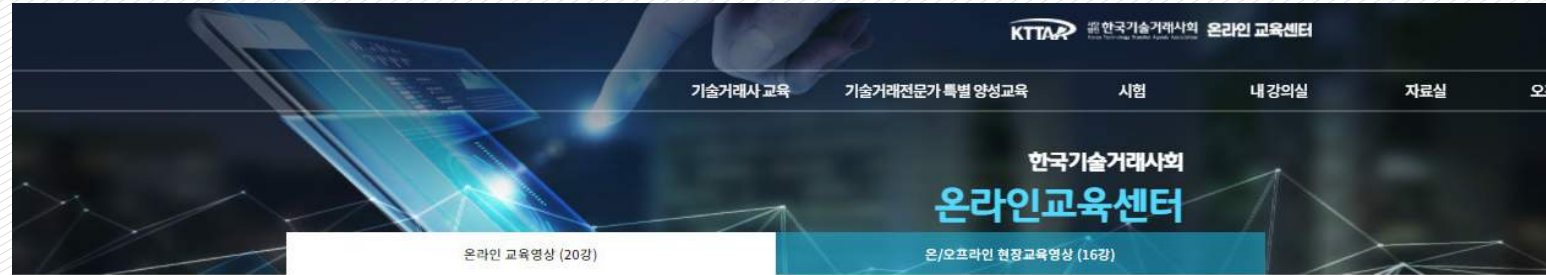 KTTAA 한국기술거래사회 온라인 교육센터
기술거래사 교육 기술거래전문가 특별 양성교육 시험 내 강의실 자료실
한국기술거래사회
온라인교육센터
온라인 교육영상 (20강) 온/오프라인 현장교육영상 (16강)